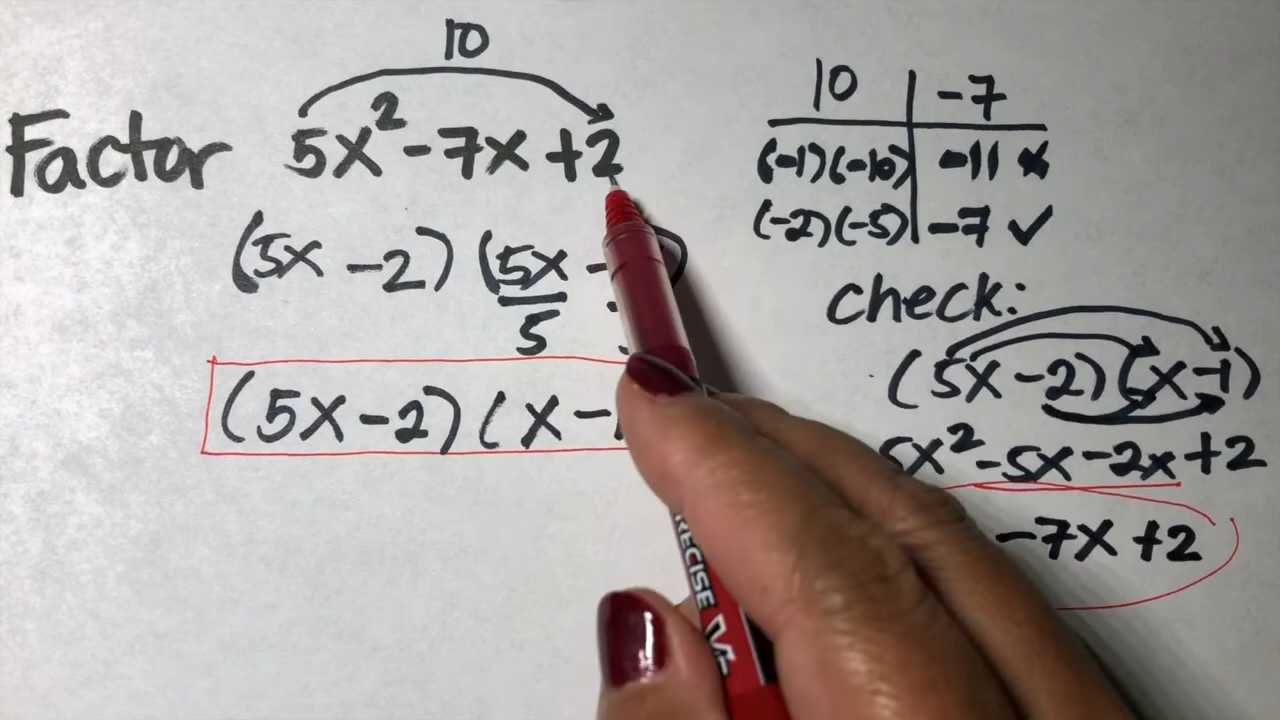 10
Factor 5x² - 7x + 2
(5x - 2) (5x -
5
(5x - 2) (x -
10 | -7
(-1)(-10) | -11 ×
(-2)(-5) | -7 ✓
check:
(5x - 2) (x - 1)
5x² - 5x - 2x + 2
- 7x + 2
RECISE V